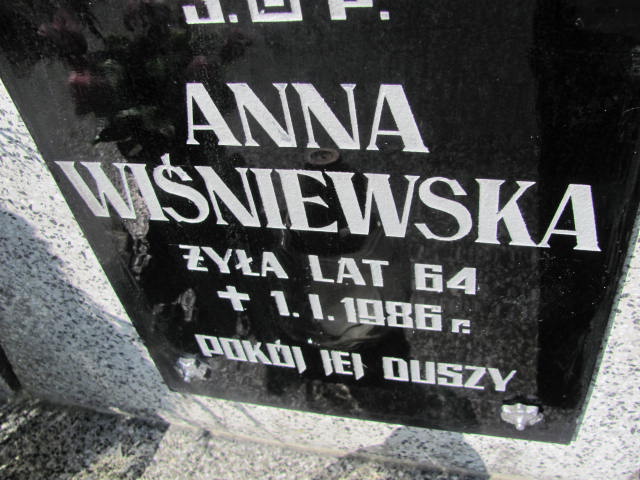 Ś. † P.
ANNA
WIŚNIEWSKA
ŻYŁA LAT 64
✝ 1.I.1986 r.
POKÓJ JEJ DUSZY